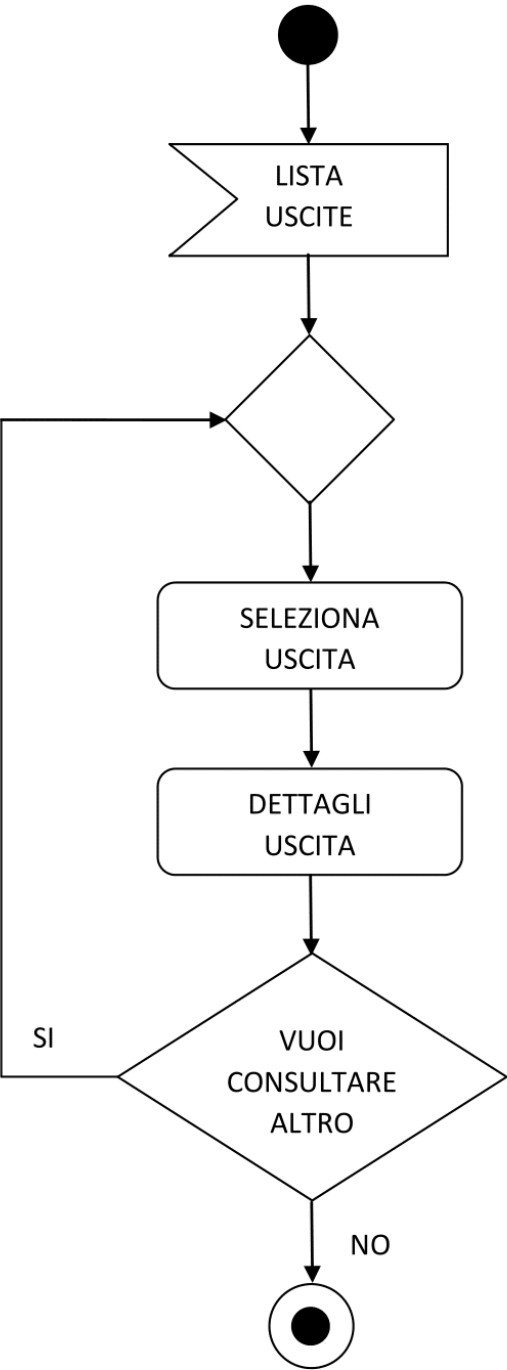 LISTA
USCITE
SELEZIONA
USCITA
DETTAGLI
USCITA
VUOI
CONSULTARE
ALTRO
SI
NO